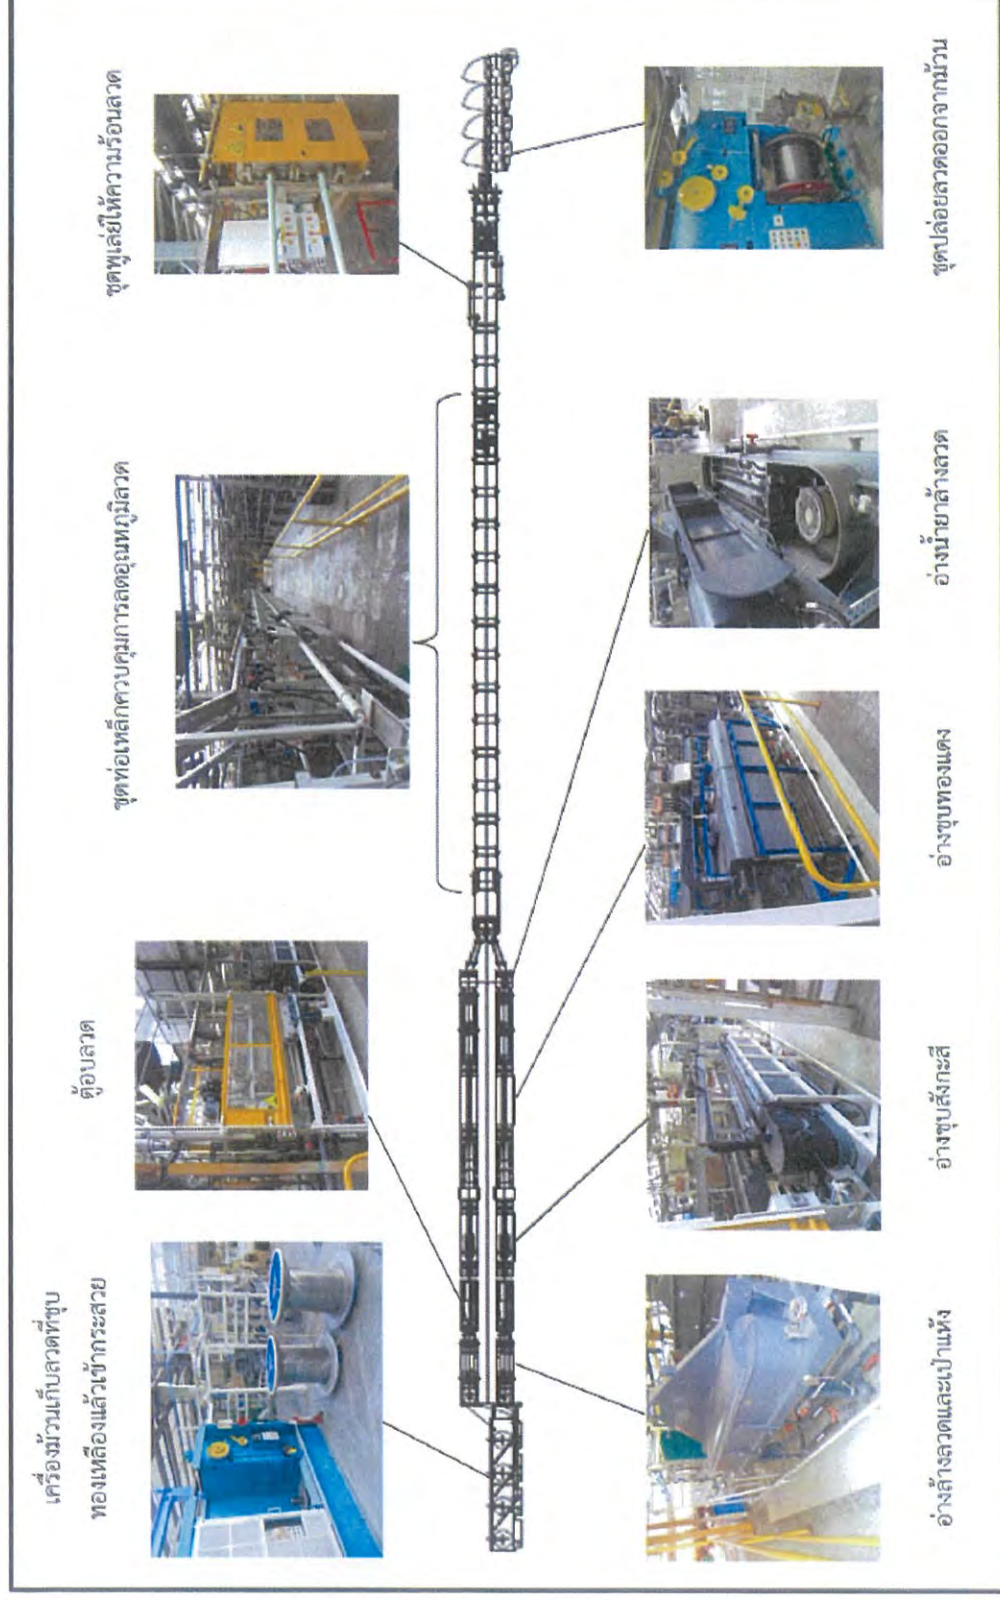 เครื่องม้วนเก็บลวดที่ชุบ
ทองเหลืองแล้วเข้ากระสวย
ตู้อบลวด
ชุดท่อเหล็กควบคุมการลดอุณหภูมิลวด
ชุดพูเล่ย์ให้ความร้อนลวด
อ่างล้างลวดและเป่าแห้ง
อ่างชุบสังกะสี
อ่างชุบทองแดง
อ่างน้ำยาล้างลวด
ชุดปล่อยลวดออกจากม้วน